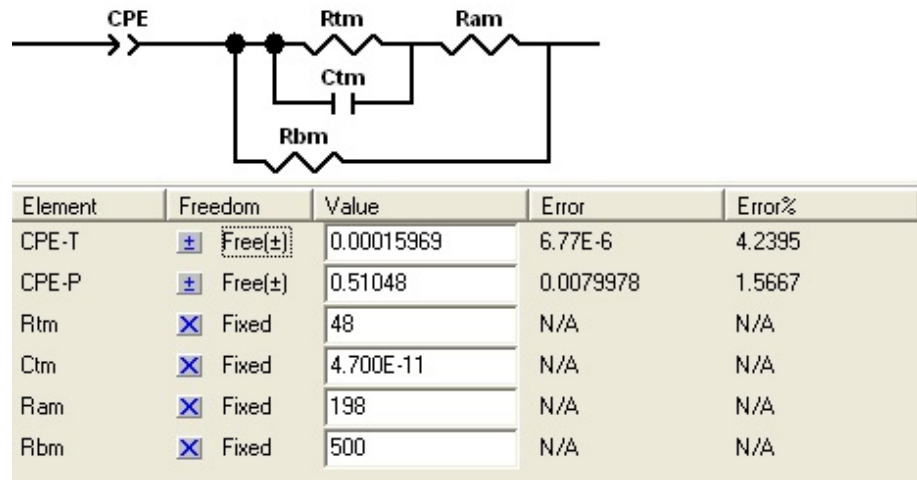 CPE Rtm Ram
Ctm
Rbm
Element Freedom Value Error Error%
CPE-T ± Free(±) 0.00015969 6.77E-6 4.2395
CPE-P ± Free(±) 0.51048 0.0079978 1.5667
Rtm X Fixed 48 N/A N/A
Ctm X Fixed 4.700E-11 N/A N/A
Ram X Fixed 198 N/A N/A
Rbm X Fixed 500 N/A N/A